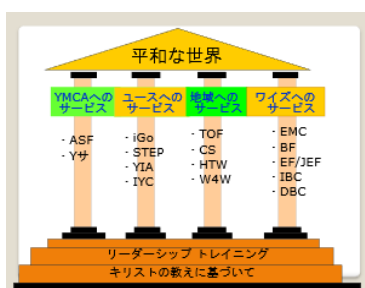 平和な世界
YMCAへの
サービス
ユースへの
サービス
地域への
サービス
ワイズへの
サービス
・ASF
・Yサ
・iGo
・STEP
・YIA
・IYC
・TOF
・CS
・HTW
・W4W
・EMC
・BF
・EF/JEF
・IBC
・DBC
リーダーシップ トレイニング
キリストの教えに基づいて